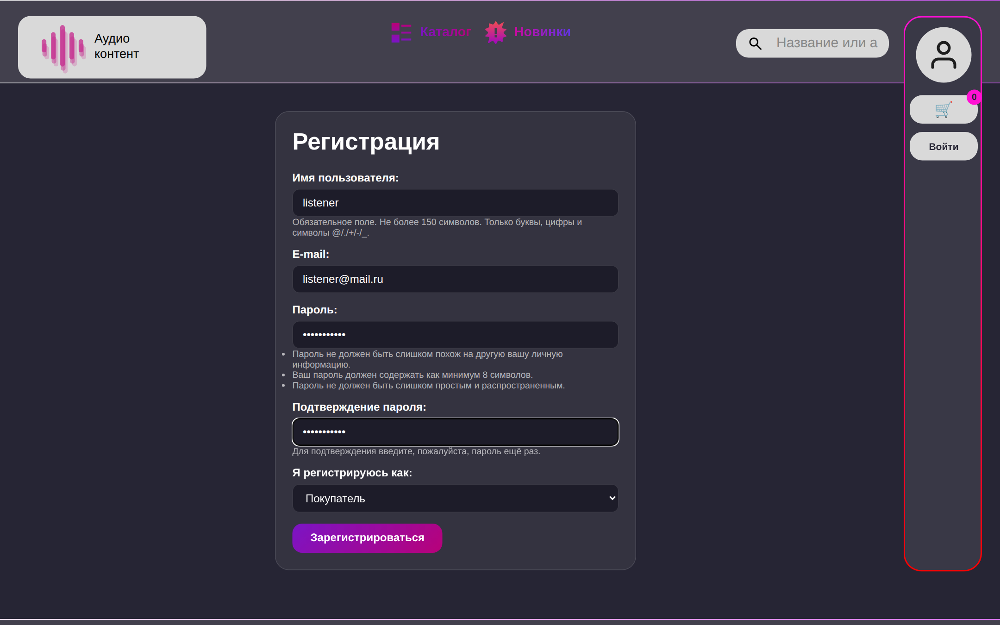 Аудио
контент
Каталог
Новинки
Название или а
0
Войти
Регистрация
Имя пользователя:
listener
Обязательное поле. Не более 150 символов. Только буквы, цифры и
символы @/./+/-/_.
E-mail:
listener@mail.ru
Пароль:
•••••••••••
Пароль не должен быть слишком похож на другую вашу личную
информацию.
Ваш пароль должен содержать как минимум 8 символов.
Пароль не должен быть слишком простым и распространенным.
Подтверждение пароля:
•••••••••••
Для подтверждения введите, пожалуйста, пароль ещё раз.
Я регистрируюсь как:
Покупатель
Зарегистрироваться